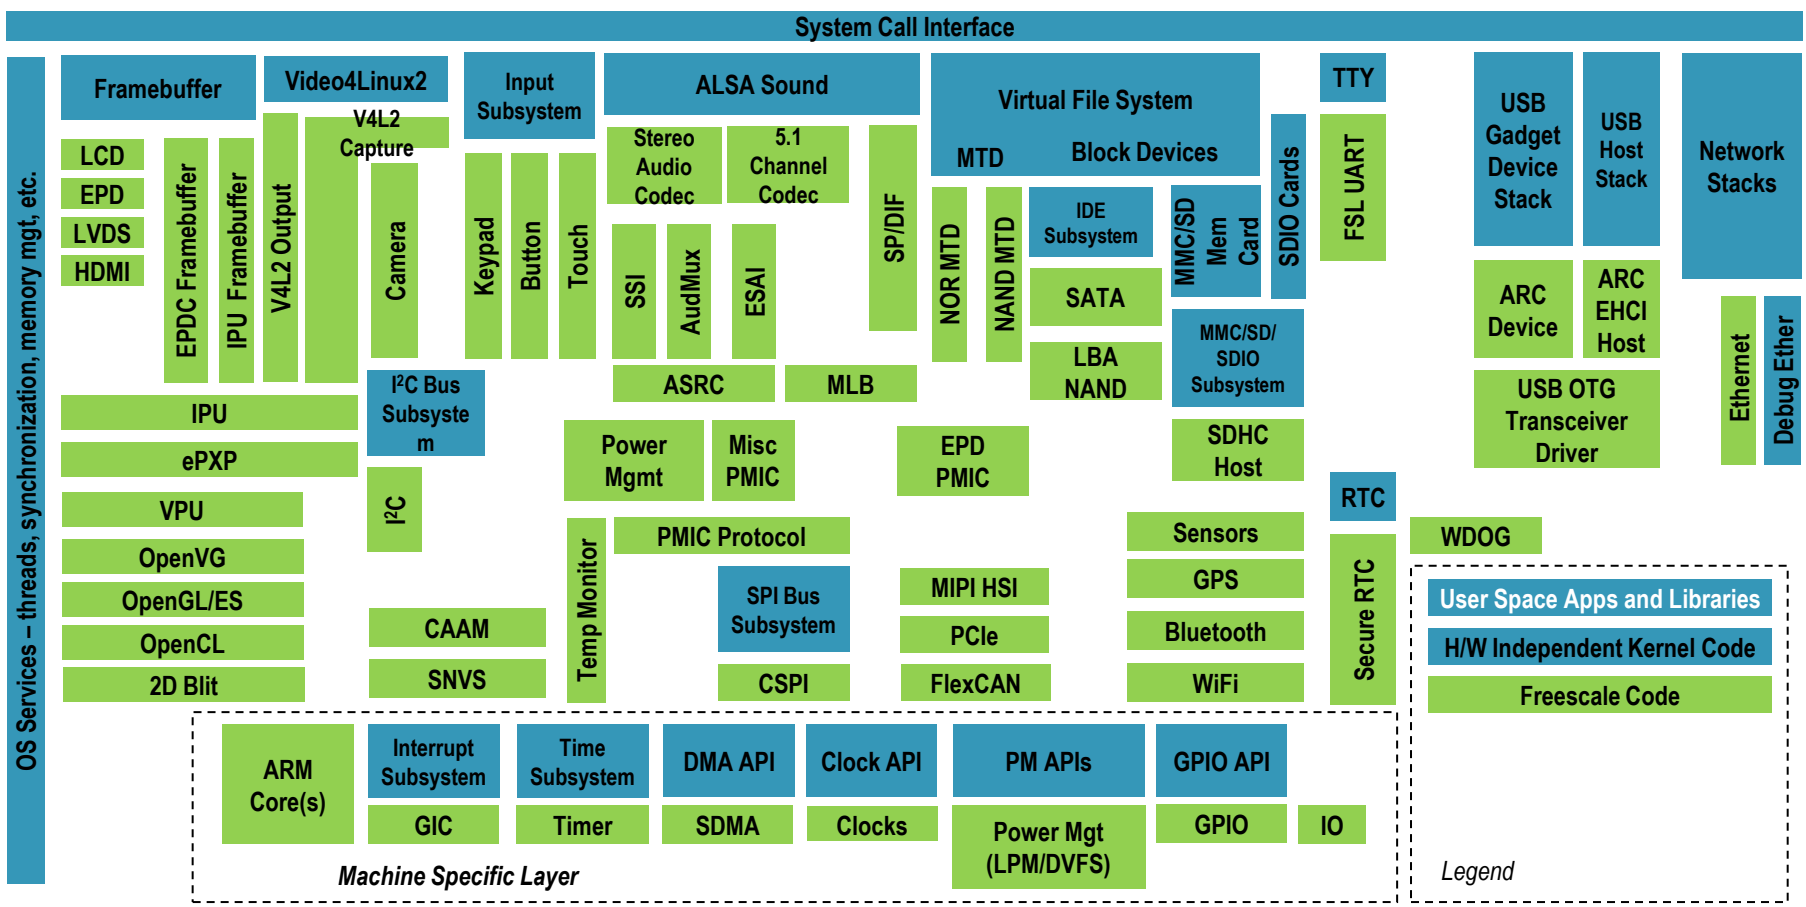 System Call Interface
OS Services – threads, synchronization, memory mgt, etc.
Framebuffer
LCD
EPD
LVDS
HDMI
EPDC Framebuffer
IPU Framebuffer
Video4Linux2
V4L2 Output
V4L2
Capture
Camera
Input
Subsystem
Keypad
Button
Touch
ALSA Sound
Stereo
Audio
Codec
5.1
Channel
Codec
SP/DIF
SSI
AudMux
ESAI
ASRC
MLB
Virtual File System
MTD
Block Devices
NOR MTD
NAND MTD
IDE
Subsystem
SATA
LBA
NAND
MMC/SD
Mem
Card
SDIO Cards
MMC/SD/
SDIO
Subsystem
SDHC
Host
TTY
FSL UART
USB
Gadget
Device
Stack
USB
Host
Stack
ARC
Device
ARC
EHCI
Host
USB OTG
Transceiver
Driver
Network
Stacks
Ethernet
Debug Ether
IPU
ePXP
VPU
OpenVG
OpenGL/ES
OpenCL
2D Blit
I²C Bus
Subsyste
m
I²C
CAAM
SNVS
Power
Mgmt
Misc
PMIC
EPD
PMIC
Temp Monitor
PMIC Protocol
SPI Bus
Subsystem
CSPI
MIPI HSI
PCIe
FlexCAN
Sensors
GPS
Bluetooth
WiFi
RTC
Secure RTC
WDOG
User Space Apps and Libraries
H/W Independent Kernel Code
Freescale Code
Legend
ARM
Core(s)
Interrupt
Subsystem
GIC
Time
Subsystem
Timer
DMA API
SDMA
Clock API
Clocks
PM APIs
Power Mgt
(LPM/DVFS)
GPIO API
GPIO
IO
Machine Specific Layer